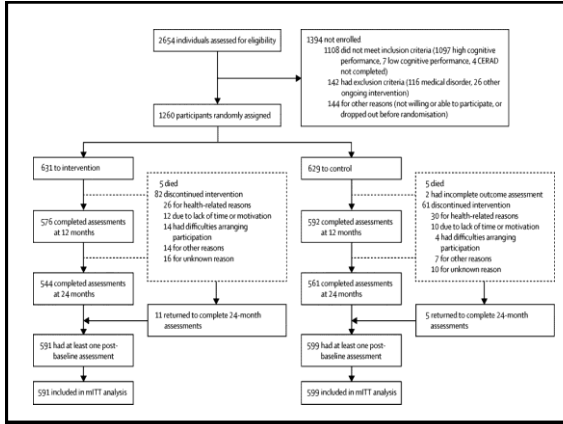 2654 individuals assessed for eligibility
1394 not enrolled
1108 did not meet inclusion criteria (1097 high cognitive
performance, 7 low cognitive performance, 4 CERAD
not completed)
142 had exclusion criteria (116 medical disorder, 26 other
ongoing intervention)
144 for other reasons (not willing or able to participate, or
dropped out before randomisation)
1260 participants randomly assigned
631 to intervention
5 died
82 discontinued intervention
26 for health-related reasons
12 due to lack of time or motivation
14 had difficulties arranging
participation
14 for other reasons
16 for unknown reason
576 completed assessments
at 12 months
544 completed assessments
at 24 months
11 returned to complete 24-month
assessments
591 had at least one post-
baseline assessment
591 included in mITT analysis
629 to control
5 died
2 had incomplete outcome assessment
61 discontinued intervention
30 for health-related reasons
10 due to lack of time or motivation
4 had difficulties arranging
participation
7 for other reasons
10 for unknown reason
592 completed assessments
at 12 months
561 completed assessments
at 24 months
5 returned to complete 24-month
assessments
599 had at least one post-
baseline assessment
599 included in mITT analysis